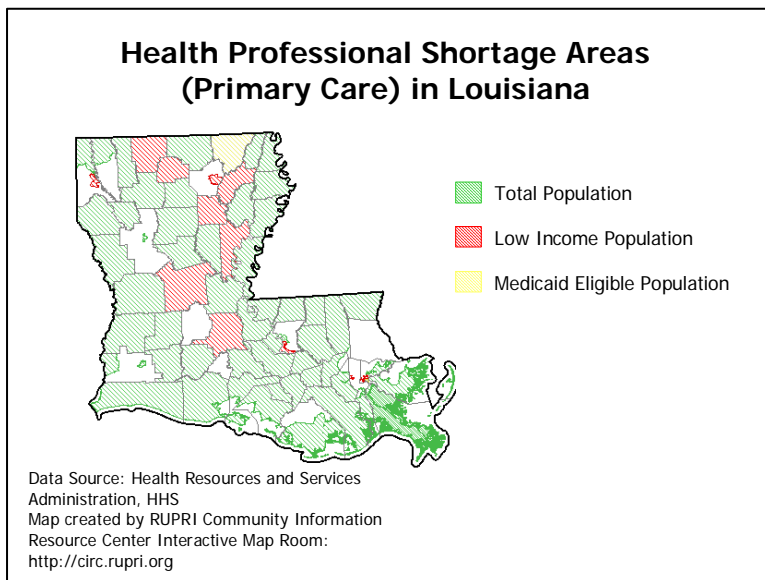 Health Professional Shortage Areas
(Primary Care) in Louisiana
Total Population
Low Income Population
Medicaid Eligible Population
Data Source: Health Resources and Services
Administration, HHS
Map created by RUPRI Community Information
Resource Center Interactive Map Room:
http://circ.rupri.org